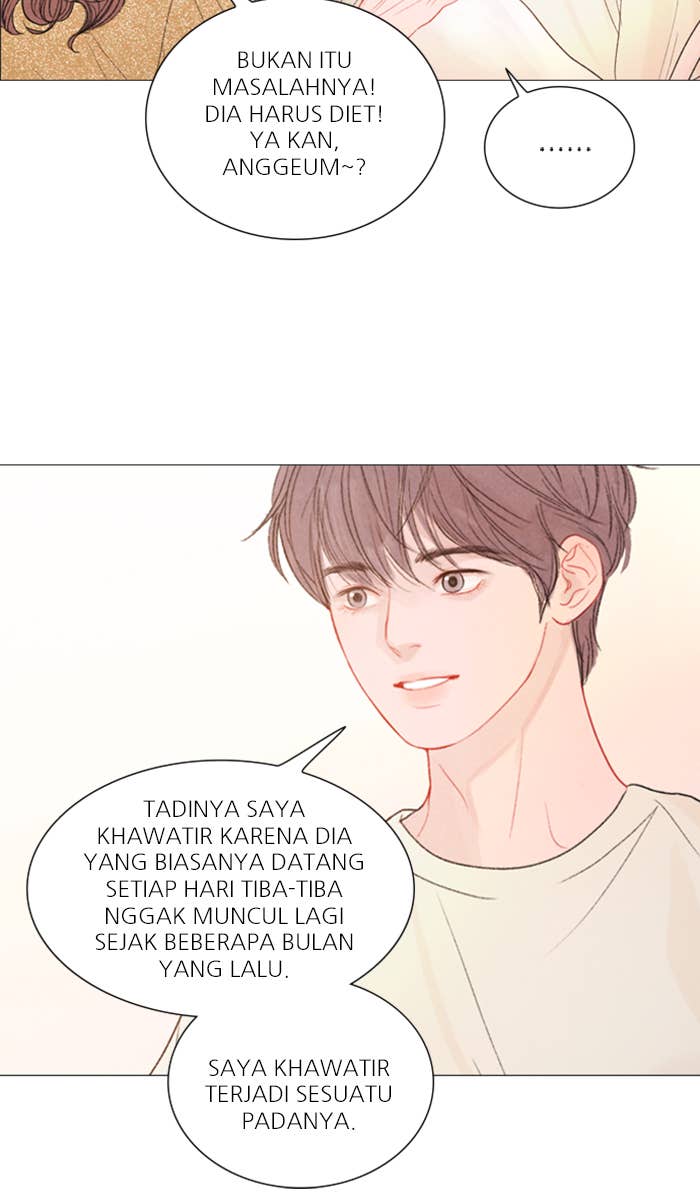 BUKAN ITU
MASALAHNYA!
DIA HARUS DIET!
YA KAN,
ANGGEUM~?
......
TADINYA SAYA
KHAWATIR KARENA DIA
YANG BIASANYA DATANG
SETIAP HARI TIBA-TIBA
NGGAK MUNCUL LAGI
SEJAK BEBERAPA BULAN
YANG LALU.
SAYA KHAWATIR
TERJADI SESUATU
PADANYA.